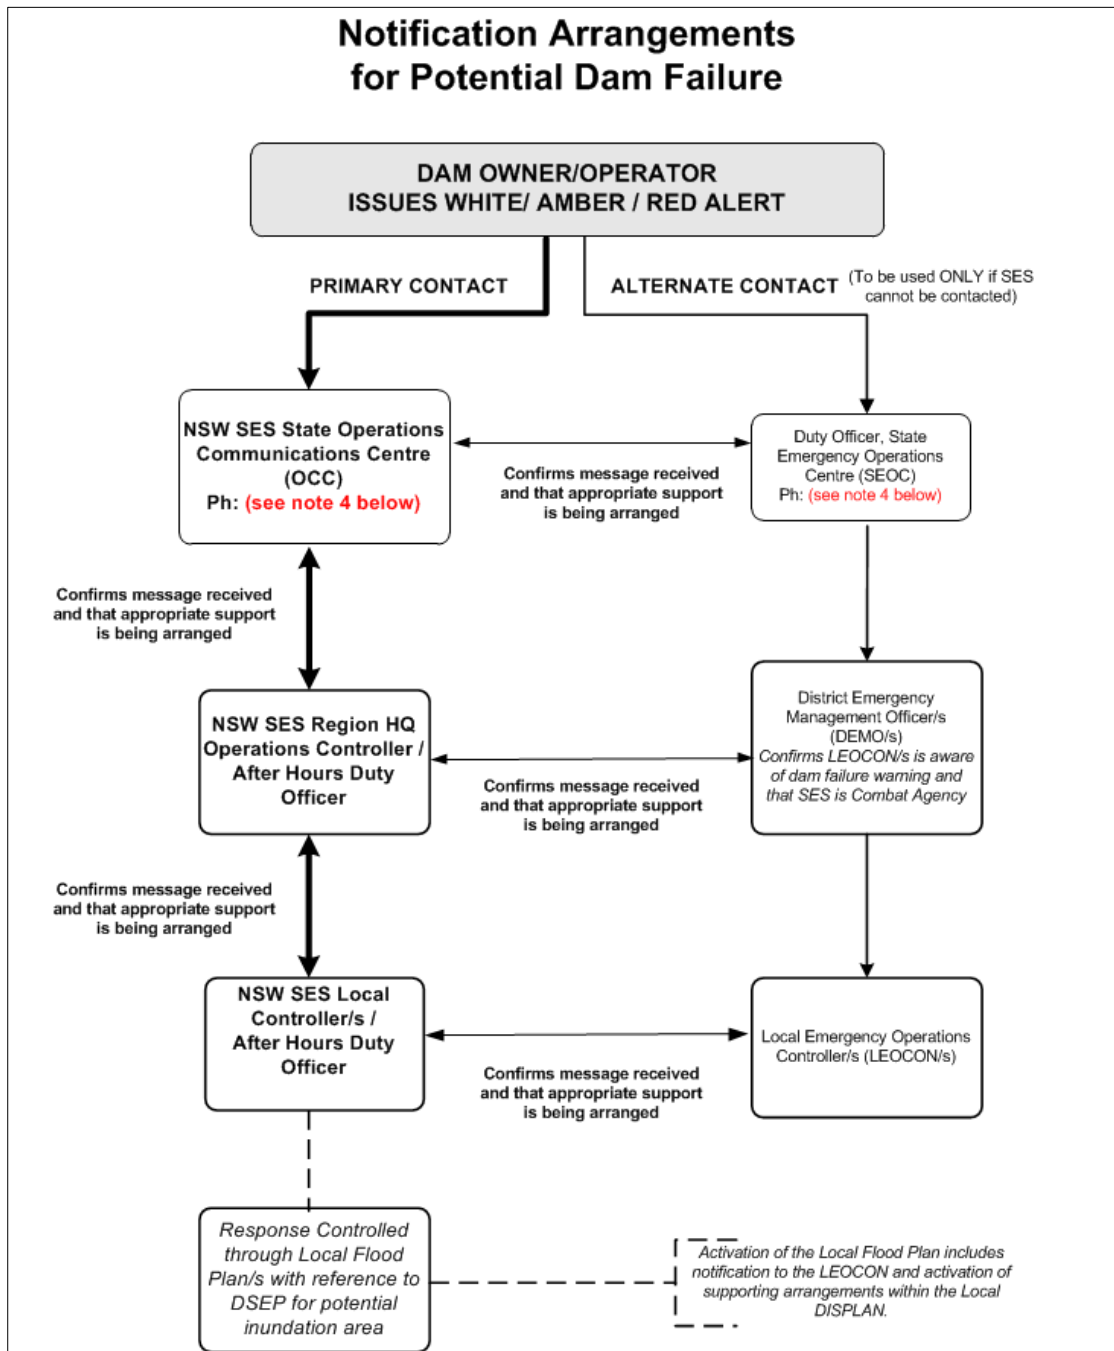 Notification Arrangements
for Potential Dam Failure
DAM OWNER/OPERATOR
ISSUES WHITE/ AMBER / RED ALERT
PRIMARY CONTACT
ALTERNATE CONTACT
(To be used ONLY if SES
cannot be contacted)
NSW SES State Operations
Communications Centre
(OCC)
Ph: (see note 4 below)
Confirms message received
and that appropriate support
is being arranged
Duty Officer, State
Emergency Operations
Centre (SEOC)
Ph: (see note 4 below)
Confirms message received
and that appropriate support
is being arranged
NSW SES Region HQ
Operations Controller /
After Hours Duty
Officer
Confirms message received
and that appropriate support
is being arranged
District Emergency
Management Officer/s
(DEMO/s)
Confirms LEOCON/s is aware
of dam failure warning and
that SES is Combat Agency
Confirms message received
and that appropriate support
is being arranged
NSW SES Local
Controller/s /
After Hours Duty
Officer
Confirms message received
and that appropriate support
is being arranged
Local Emergency Operations
Controller/s (LEOCON/s)
Response Controlled
through Local Flood
Plan/s with reference to
DSEP for potential
inundation area
Activation of the Local Flood Plan includes
notification to the LEOCON and activation of
supporting arrangements within the Local
DISPLAN.